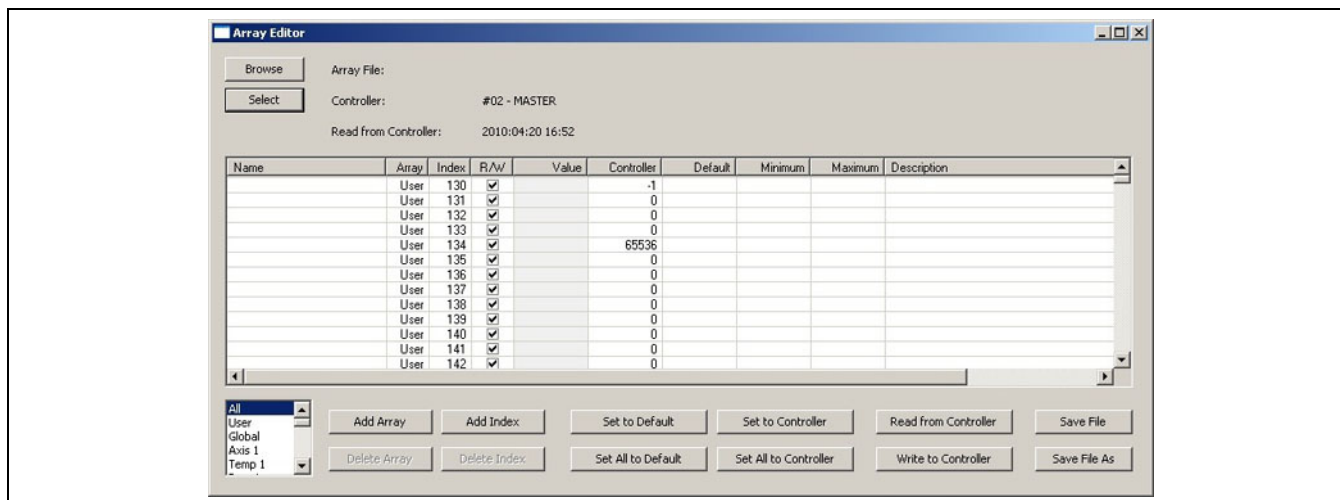 Array Editor
Browse Array File:
Select Controller: #02 - MASTER
Read from Controller: 2010:04:20 16:52
Name Array Index R/W Value Controller Default Minimum Maximum Description
User 130 -1
User 131 0
User 132 0
User 133 0
User 134 65536
User 135 0
User 136 0
User 137 0
User 138 0
User 139 0
User 140 0
User 141 0
User 142 0
All
User
Global
Axis 1
Temp 1
Add Array Add Index Set to Default Set to Controller Read from Controller Save File
Delete Array Delete Index Set All to Default Set All to Controller Write to Controller Save File As